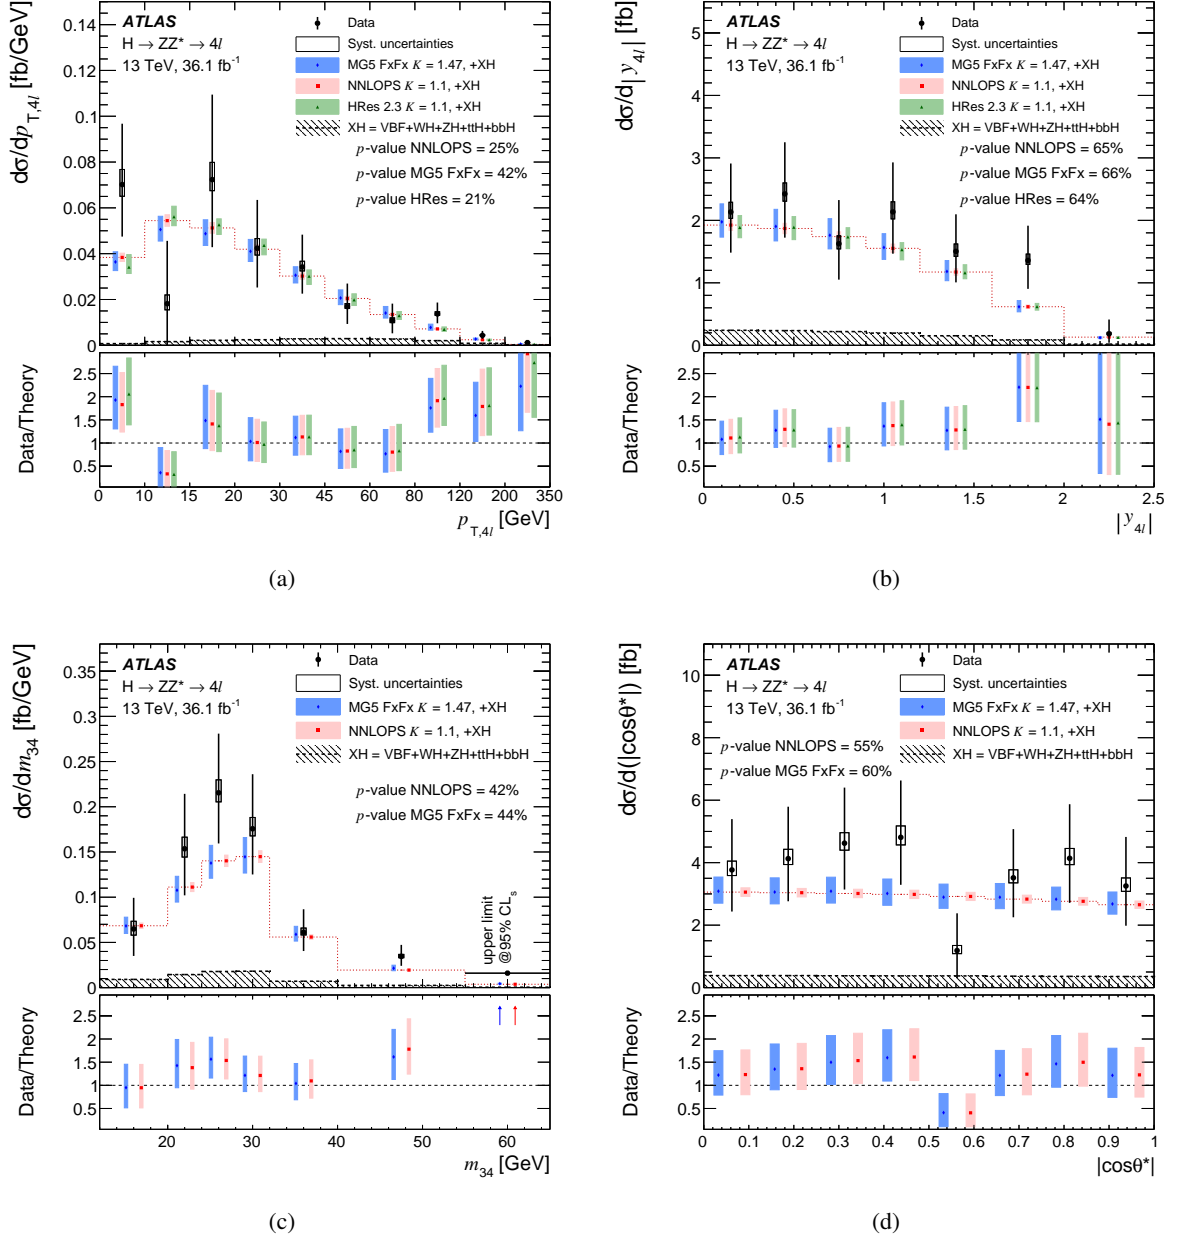 ATLAS
H → ZZ* → 4l
13 TeV, 36.1 fb⁻¹
Data
Syst. uncertainties
MG5 FxFx K = 1.47, +XH
NNLOPS K = 1.1, +XH
HRes 2.3 K = 1.1, +XH
XH = VBF+WH+ZH+ttH+bbH
p-value NNLOPS = 25%
p-value MG5 FxFx = 42%
p-value HRes = 21%
dσ/dp_T,4l [fb/GeV]
0.14
0.12
0.1
0.08
0.06
0.04
0.02
0
Data/Theory
2.5
2
1.5
1
0.5
0 10 15 20 30 45 60 80 120 200 350
p_T,4l [GeV]
(a)
ATLAS
H → ZZ* → 4l
13 TeV, 36.1 fb⁻¹
Data
Syst. uncertainties
MG5 FxFx K = 1.47, +XH
NNLOPS K = 1.1, +XH
HRes 2.3 K = 1.1, +XH
XH = VBF+WH+ZH+ttH+bbH
p-value NNLOPS = 65%
p-value MG5 FxFx = 66%
p-value HRes = 64%
dσ/d|y_4l| [fb]
5
4
3
2
1
0
Data/Theory
2.5
2
1.5
1
0.5
0 0.5 1 1.5 2 2.5
|y_4l|
(b)
ATLAS
H → ZZ* → 4l
13 TeV, 36.1 fb⁻¹
Data
Syst. uncertainties
MG5 FxFx K = 1.47, +XH
NNLOPS K = 1.1, +XH
XH = VBF+WH+ZH+ttH+bbH
p-value NNLOPS = 42%
p-value MG5 FxFx = 44%
upper limit
@95% CL_s
dσ/dm_34 [fb/GeV]
0.35
0.3
0.25
0.2
0.15
0.1
0.05
0
Data/Theory
2.5
2
1.5
1
0.5
20 30 40 50 60
m_34 [GeV]
(c)
ATLAS
H → ZZ* → 4l
13 TeV, 36.1 fb⁻¹
Data
Syst. uncertainties
MG5 FxFx K = 1.47, +XH
NNLOPS K = 1.1, +XH
XH = VBF+WH+ZH+ttH+bbH
p-value NNLOPS = 55%
p-value MG5 FxFx = 60%
dσ/d(|cosθ*|) [fb]
10
8
6
4
2
0
Data/Theory
2.5
2
1.5
1
0.5
0 0.1 0.2 0.3 0.4 0.5 0.6 0.7 0.8 0.9 1
|cosθ*|
(d)